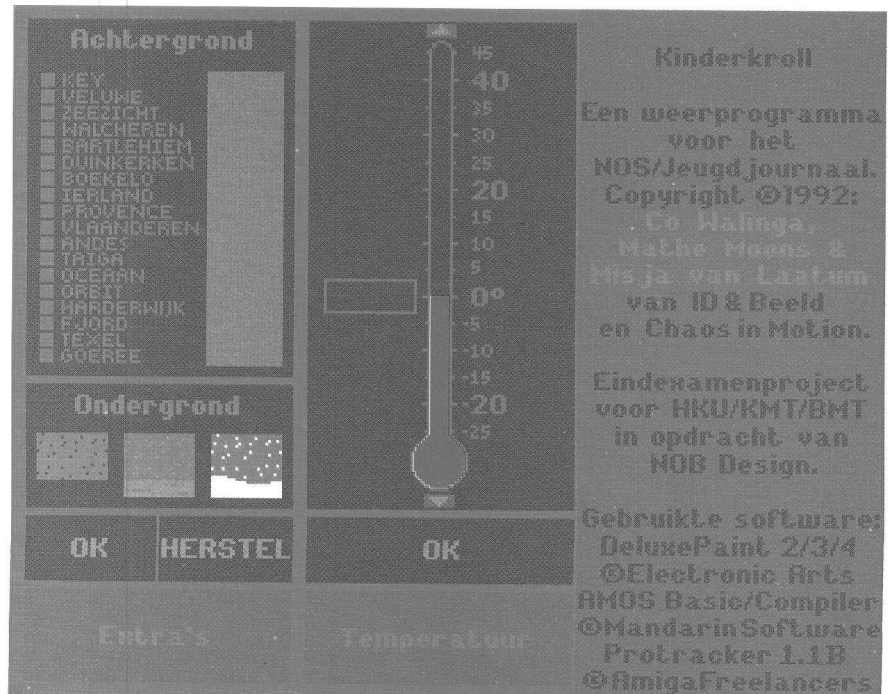 Achtergrond
KEY
VELUWE
ZEEZICHT
WALCHEREN
BARTLEHIEM
DUINKERKEN
BOEKELO
IERLAND
PROVENCE
VLAANDEREN
ANDES
TAIGA
OCEAAN
ORBIT
HARDERWIJK
FJORD
TEXEL
GOEREE
Ondergrond
OK
HERSTEL
Extra's
45
40
35
30
25
20
15
10
5
0°
-5
-10
-15
-20
-25
OK
Temperatuur
Kinderkroll
Een weerprogramma
voor het
NOS/Jeugdjournaal.
Copyright ©1992:
Co Walinga,
Mathe Moons &
Misja van Laatum
van ID & Beeld
en Chaos in Motion.
Eindexamenproject
voor HKU/KMT/BMT
in opdracht van
NOB Design.
Gebruikte software:
DeluxePaint 2/3/4
©Electronic Arts
AMOS Basic/Compiler
©MandarinSoftware
Protracker 1.1B
©AmigaFreelancers